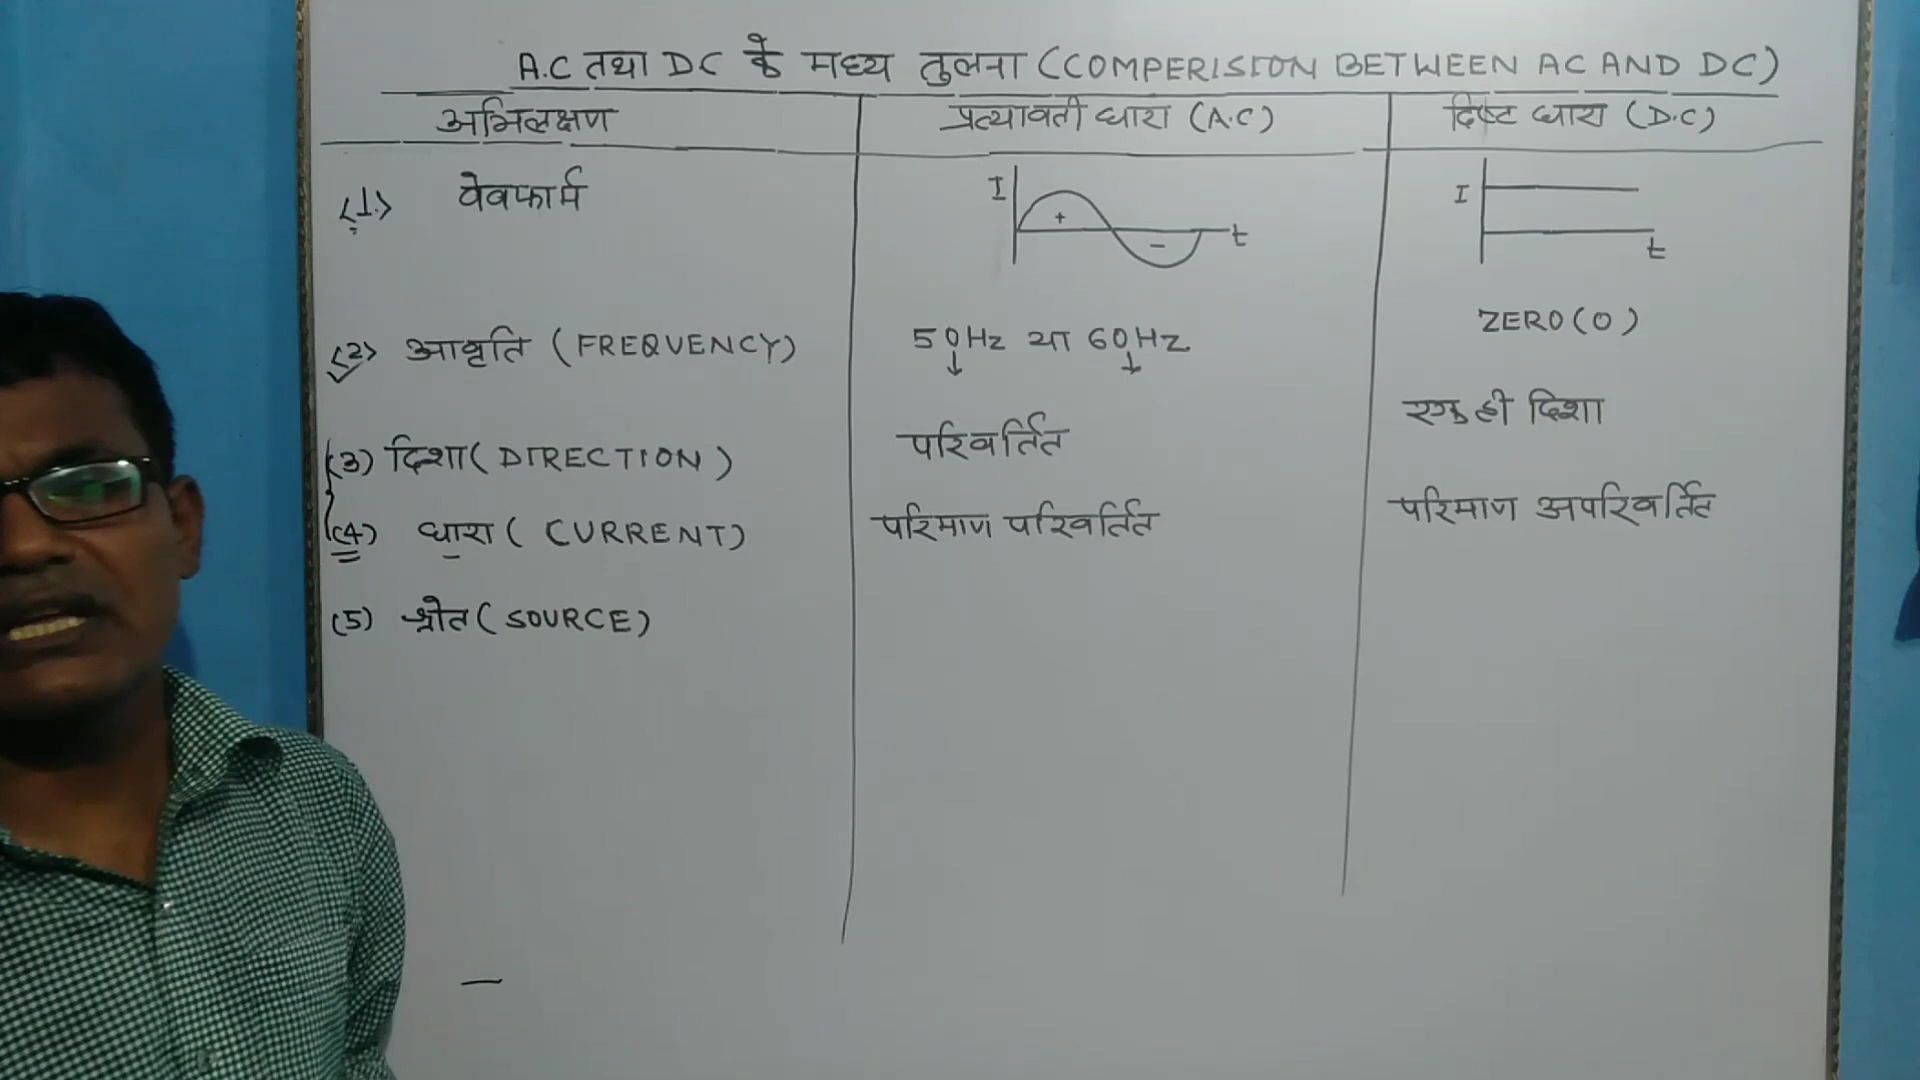 A.C तथा DC के मध्य तुलना (COMPERISION BETWEEN AC AND DC)
अभिलक्षण प्रत्यावर्ती धारा (A.C) दिष्ट धारा (D.C)
(1.) वेवफार्म I + - t I t
(2) आवृति (FREQUENCY) 50Hz या 60Hz ZERO (0)
(3) दिशा (DIRECTION) परिवर्तित एक ही दिशा
(4) धारा (CURRENT) परिमाण परिवर्तित परिमाण अपरिवर्तित
(5) श्रोत (SOURCE)